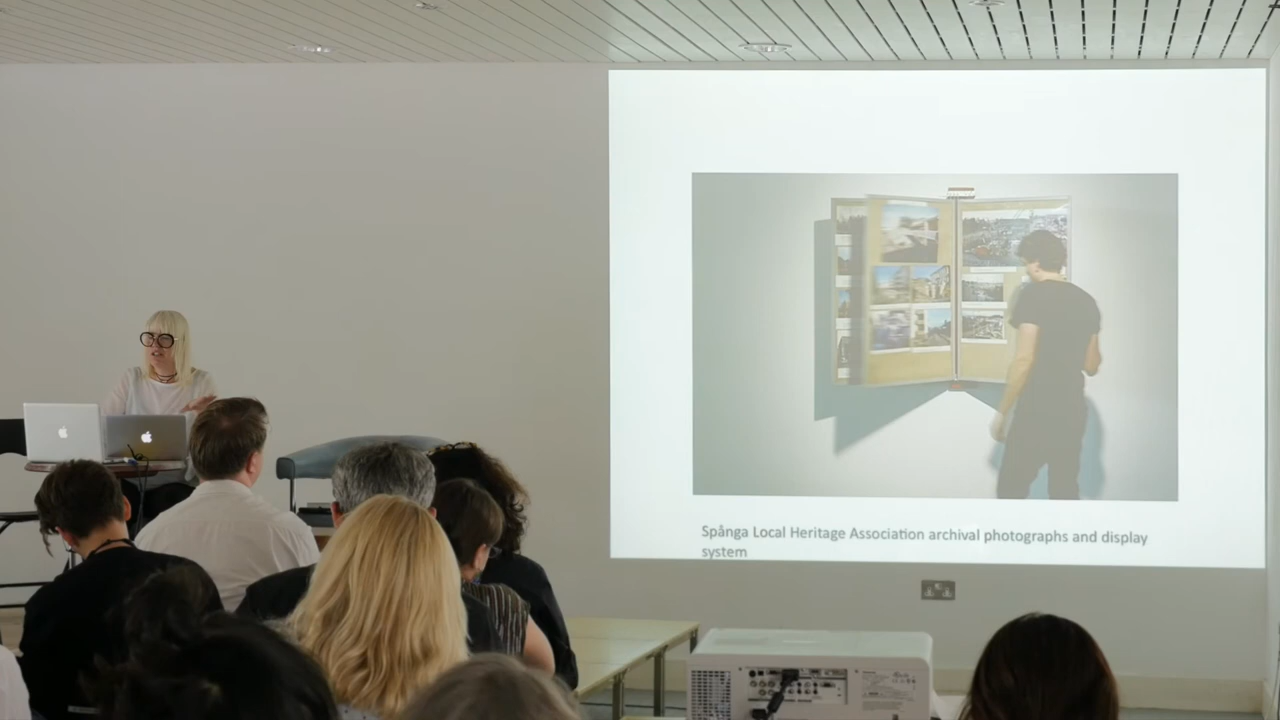 Spånga Local Heritage Association archival photographs and display
system